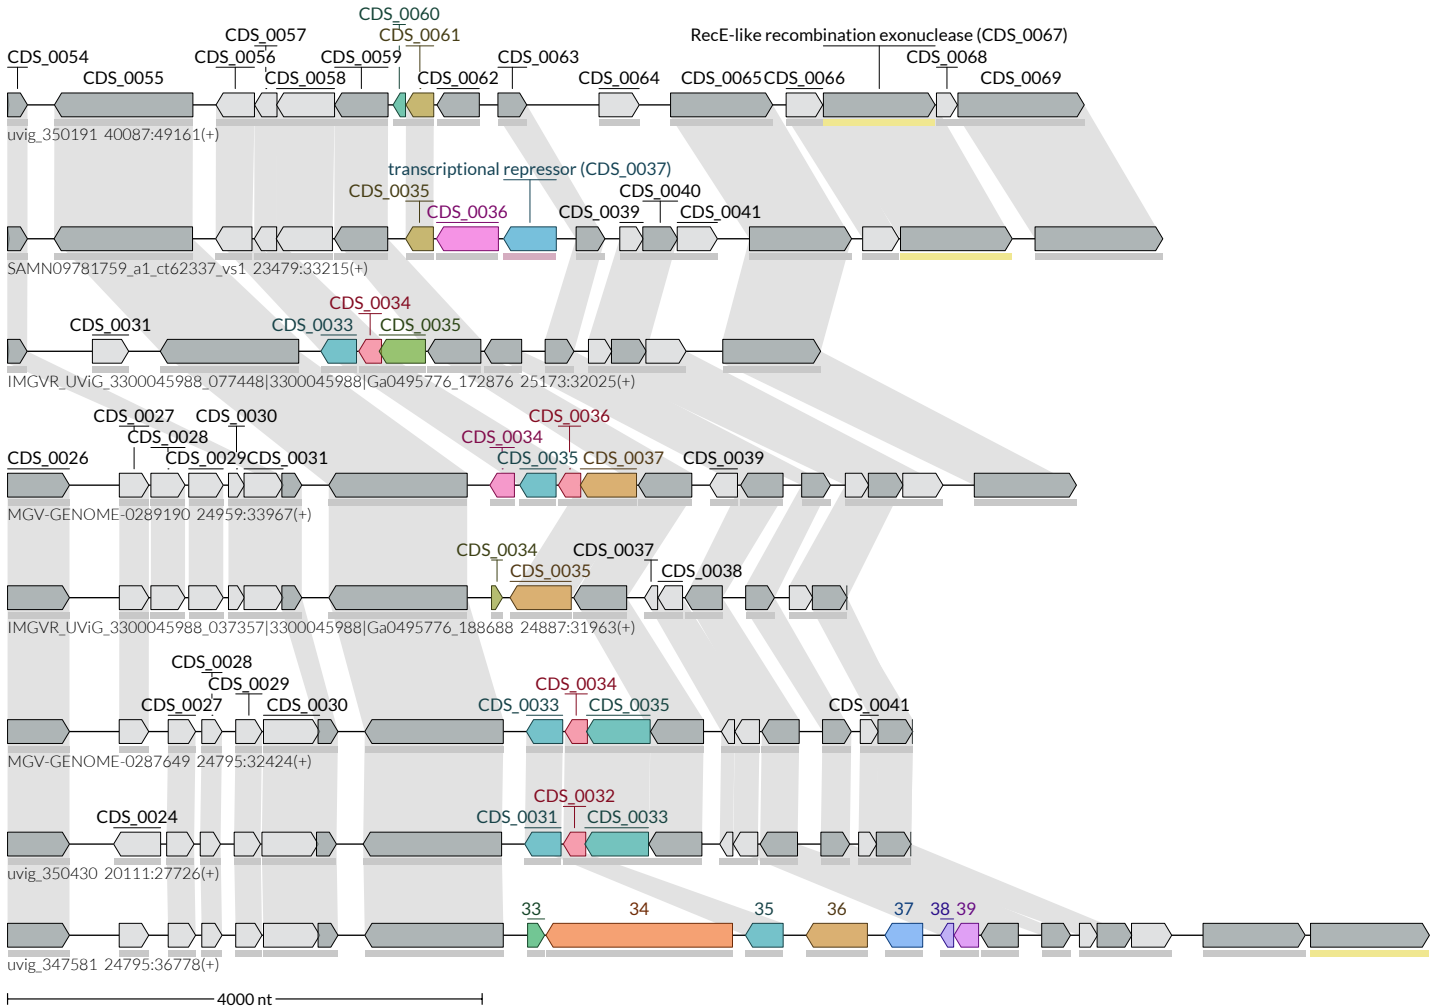 CDS_0060
CDS_0057 CDS_0061 RecE-like recombination exonuclease (CDS_0067)
CDS_0054 CDS_0056 CDS_0059 CDS_0063 CDS_0068
CDS_0055 CDS_0058 CDS_0062 CDS_0064 CDS_0065 CDS_0066 CDS_0069
uvig_350191 40087:49161(+)
transcriptional repressor (CDS_0037)
CDS_0035 CDS_0040
CDS_0036 CDS_0039 CDS_0041
SAMN09781759_a1_ct62337_vs1 23479:33215(+)
CDS_0034
CDS_0031 CDS_0033 CDS_0035
IMGVR_UViG_3300045988_077448|3300045988|Ga0495776_172876 25173:32025(+)
CDS_0027 CDS_0030 CDS_0036
CDS_0028 CDS_0034
CDS_0026 CDS_0029 CDS_0031 CDS_0035 CDS_0037 CDS_0039
MGV-GENOME-0289190 24959:33967(+)
CDS_0034 CDS_0037
CDS_0035 CDS_0038
IMGVR_UViG_3300045988_037357|3300045988|Ga0495776_188688 24887:31963(+)
CDS_0028
CDS_0029 CDS_0034
CDS_0027 CDS_0030 CDS_0033 CDS_0035 CDS_0041
MGV-GENOME-0287649 24795:32424(+)
CDS_0032
CDS_0024 CDS_0031 CDS_0033
uvig_350430 20111:27726(+)
33 34 35 36 37 38 39
uvig_347581 24795:36778(+)
4000 nt